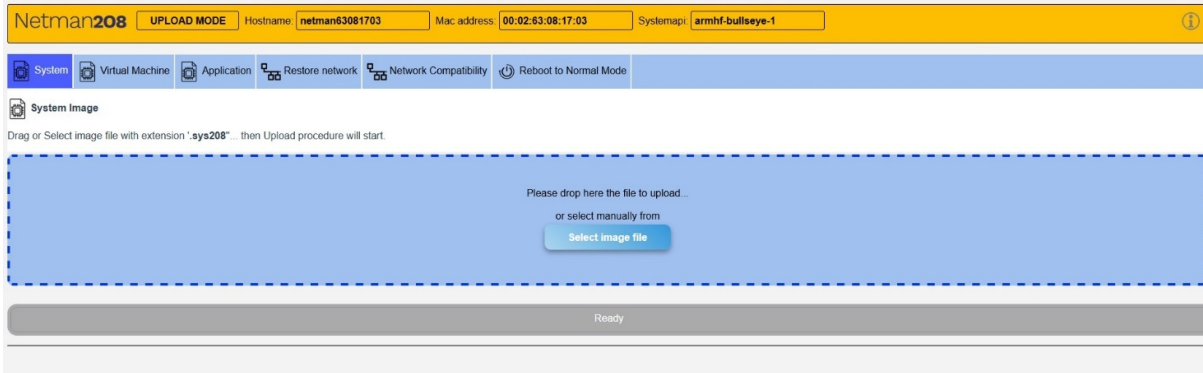 Netman208 UPLOAD MODE Hostname: netman63081703 Mac address: 00:02:63:08:17:03 Systemapi: armhf-bullseye-1
System Virtual Machine Application Restore network Network Compatibility Reboot to Normal Mode
System Image
Drag or Select image file with extension '.sys208"... then Upload procedure will start.
Please drop here the file to upload...
or select manually from
Select image file
Ready